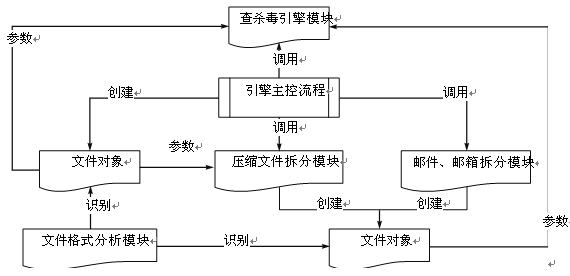 查杀毒引擎模块
参数
调用
引擎主控流程
创建
调用
调用
文件对象
参数
压缩文件拆分模块
邮件、邮箱拆分模块
识别
创建
创建
参数
文件格式分析模块
识别
文件对象